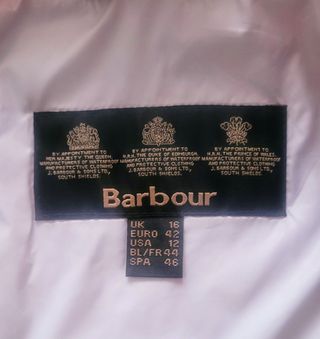 BY APPOINTMENT TO
HER MAJESTY THE QUEEN
MANUFACTURERS OF WATERPROOF
AND PROTECTIVE CLOTHING
J. BARBOUR & SONS LTD.
SOUTH SHIELDS.
BY APPOINTMENT TO
H.R.H. THE PRINCE OF EDINBURGH
MANUFACTURERS OF WATERPROOF
AND PROTECTIVE CLOTHING
J. BARBOUR & SONS LTD.
SOUTH SHIELDS.
BY APPOINTMENT TO
H.R.H. THE PRINCE OF WALES
MANUFACTURERS OF WATERPROOF
AND PROTECTIVE CLOTHING
J. BARBOUR & SONS LTD.
SOUTH SHIELDS.
Barbour
UK 16
EURO 42
USA 12
BL/FR 44
SPA 46